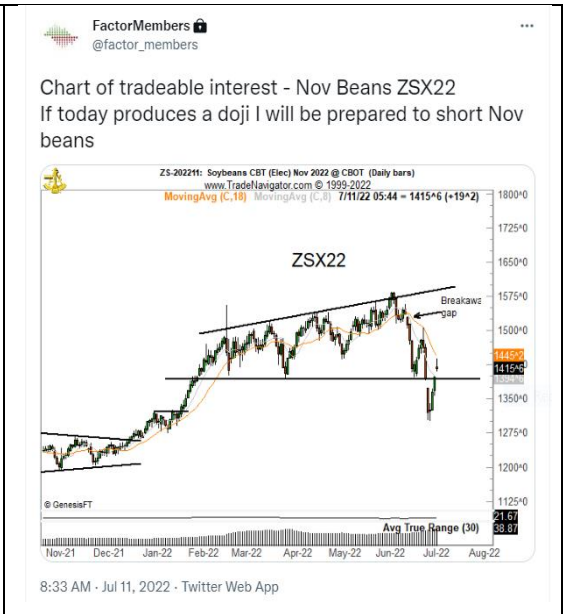 FactorMembers
@factor_members
Chart of tradeable interest - Nov Beans ZSX22
If today produces a doji I will be prepared to short Nov
beans
ZS-202211: Soybeans CBT (Elec) Nov 2022 @ CBOT (Daily bars)
www.TradeNavigator.com © 1999-2022
MovingAvg (C,18) MovingAvg (C,8) 7/11/22 05:44 = 1415^6 (+19^2)
1800^0
1725^0
ZSX22
1650^0
1575^0
Breakawa
gap
1500^0
1445^2
1415^6
1350^0
1275^0
1200^0
1125^0
© GenesisFT
21.67
Avg True Range (30)
38.87
Nov-21 Dec-21 Jan-22 Feb-22 Mar-22 Apr-22 May-22 Jun-22 Jul-22 Aug-22
8:33 AM · Jul 11, 2022 · Twitter Web App